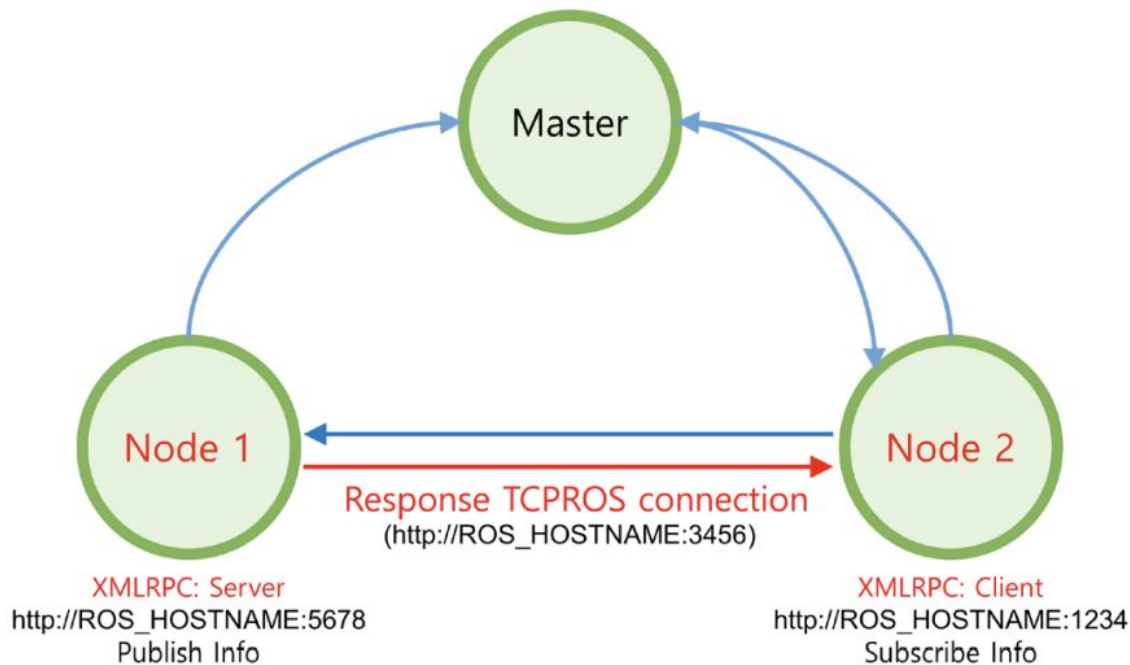 Master
Node 1
Node 2
Response TCPROS connection
(http://ROS_HOSTNAME:3456)
XMLRPC: Server
http://ROS_HOSTNAME:5678
Publish Info
XMLRPC: Client
http://ROS_HOSTNAME:1234
Subscribe Info